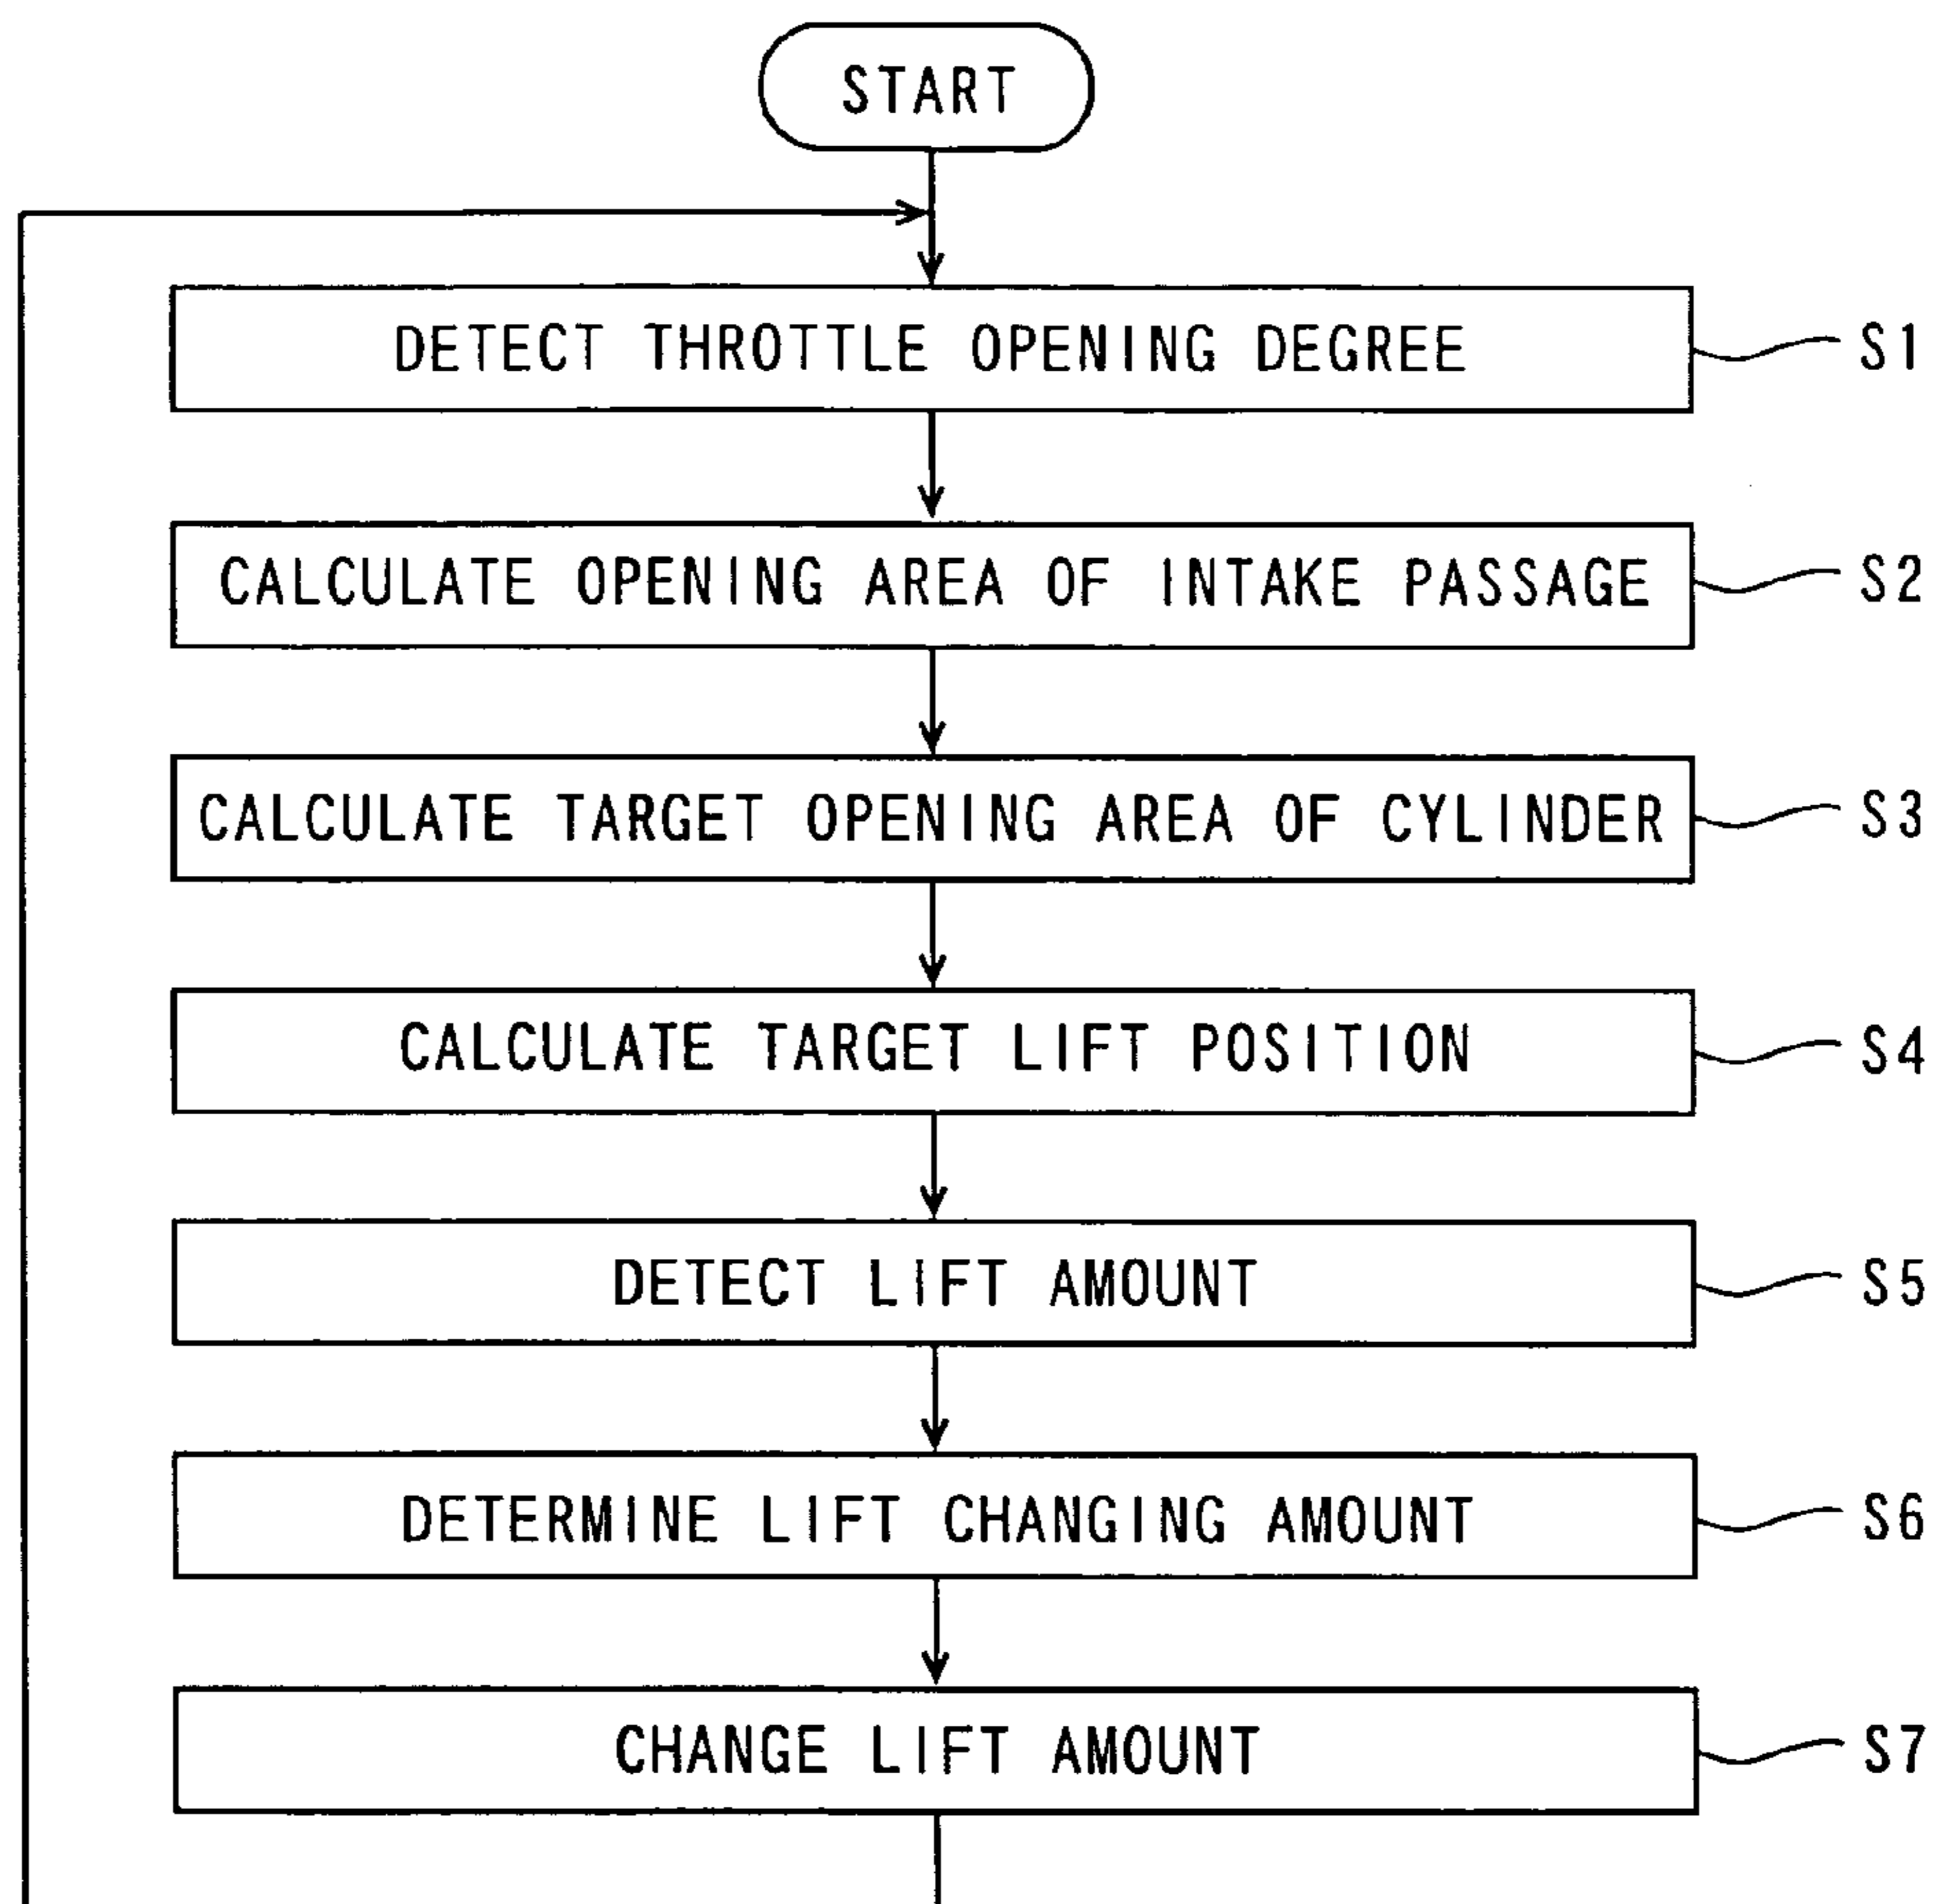 START
DETECT THROTTLE OPENING DEGREE S1
CALCULATE OPENING AREA OF INTAKE PASSAGE S2
CALCULATE TARGET OPENING AREA OF CYLINDER S3
CALCULATE TARGET LIFT POSITION S4
DETECT LIFT AMOUNT S5
DETERMINE LIFT CHANGING AMOUNT S6
CHANGE LIFT AMOUNT S7